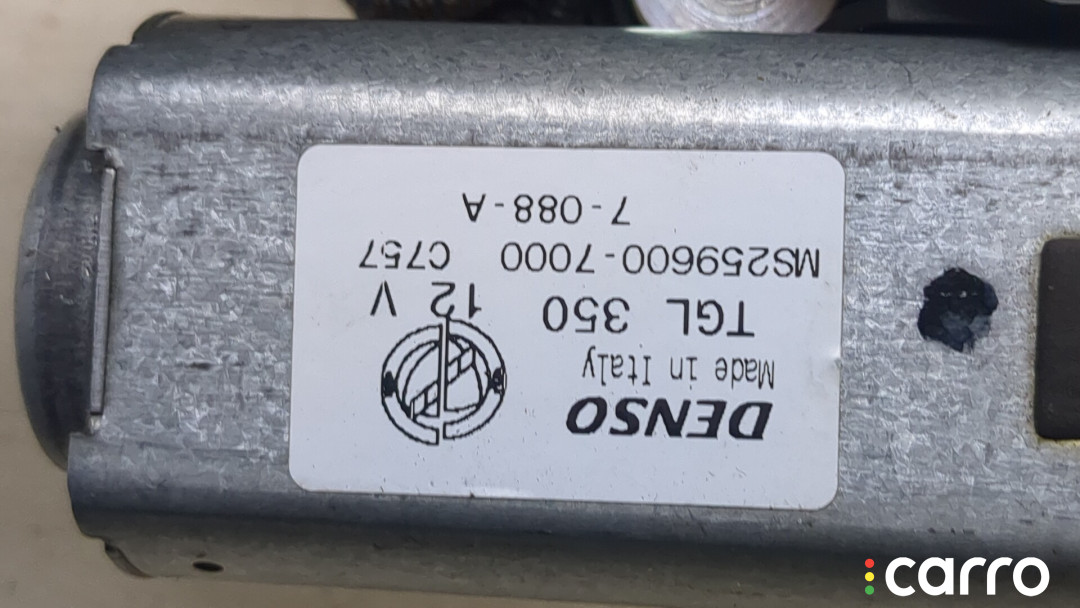 DENSO
Made in Italy
TGL 350 12 V
MS259600-7000 C757
7-088-A
carro